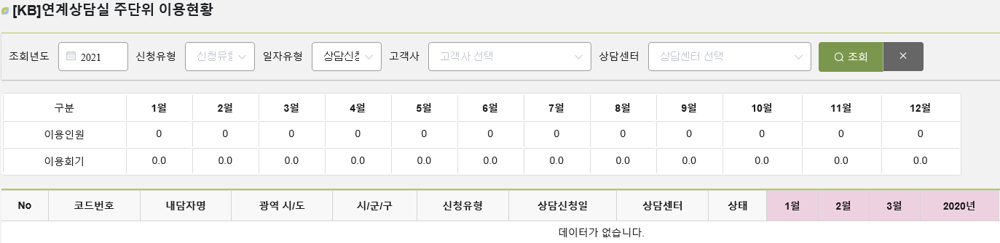 [KB]연계상담실 주단위 이용현황
조회년도 2021 신청유형 신청유형 일자유형 상담신청 고객사 고객사 선택 상담센터 상담센터 선택 조회 ×
구분 1월 2월 3월 4월 5월 6월 7월 8월 9월 10월 11월 12월
이용인원 0 0 0 0 0 0 0 0 0 0 0 0
이용회기 0.0 0.0 0.0 0.0 0.0 0.0 0.0 0.0 0.0 0.0 0.0 0.0
No 코드번호 내담자명 광역 시/도 시/군/구 신청유형 상담신청일 상담센터 상태 1월 2월 3월 2020년
데이터가 없습니다.